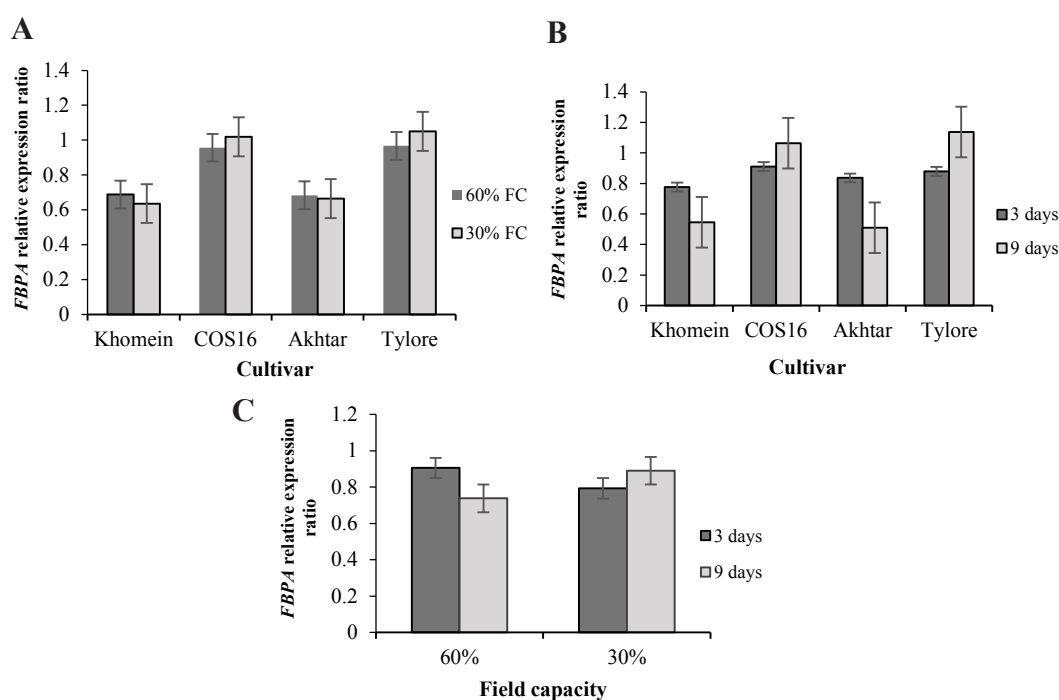 A
FBPA relative expression ratio
1.4
1.2
1
0.8
0.6
0.4
0.2
0
Khomein COS16 Akhtar Tylore
Cultivar
60% FC
30% FC
B
FBPA relative expression
ratio
1.4
1.2
1
0.8
0.6
0.4
0.2
0
Khomein COS16 Akhtar Tylore
Cultivar
3 days
9 days
C
FBPA relative expression
ratio
1.2
1
0.8
0.6
0.4
0.2
0
60% 30%
Field capacity
3 days
9 days